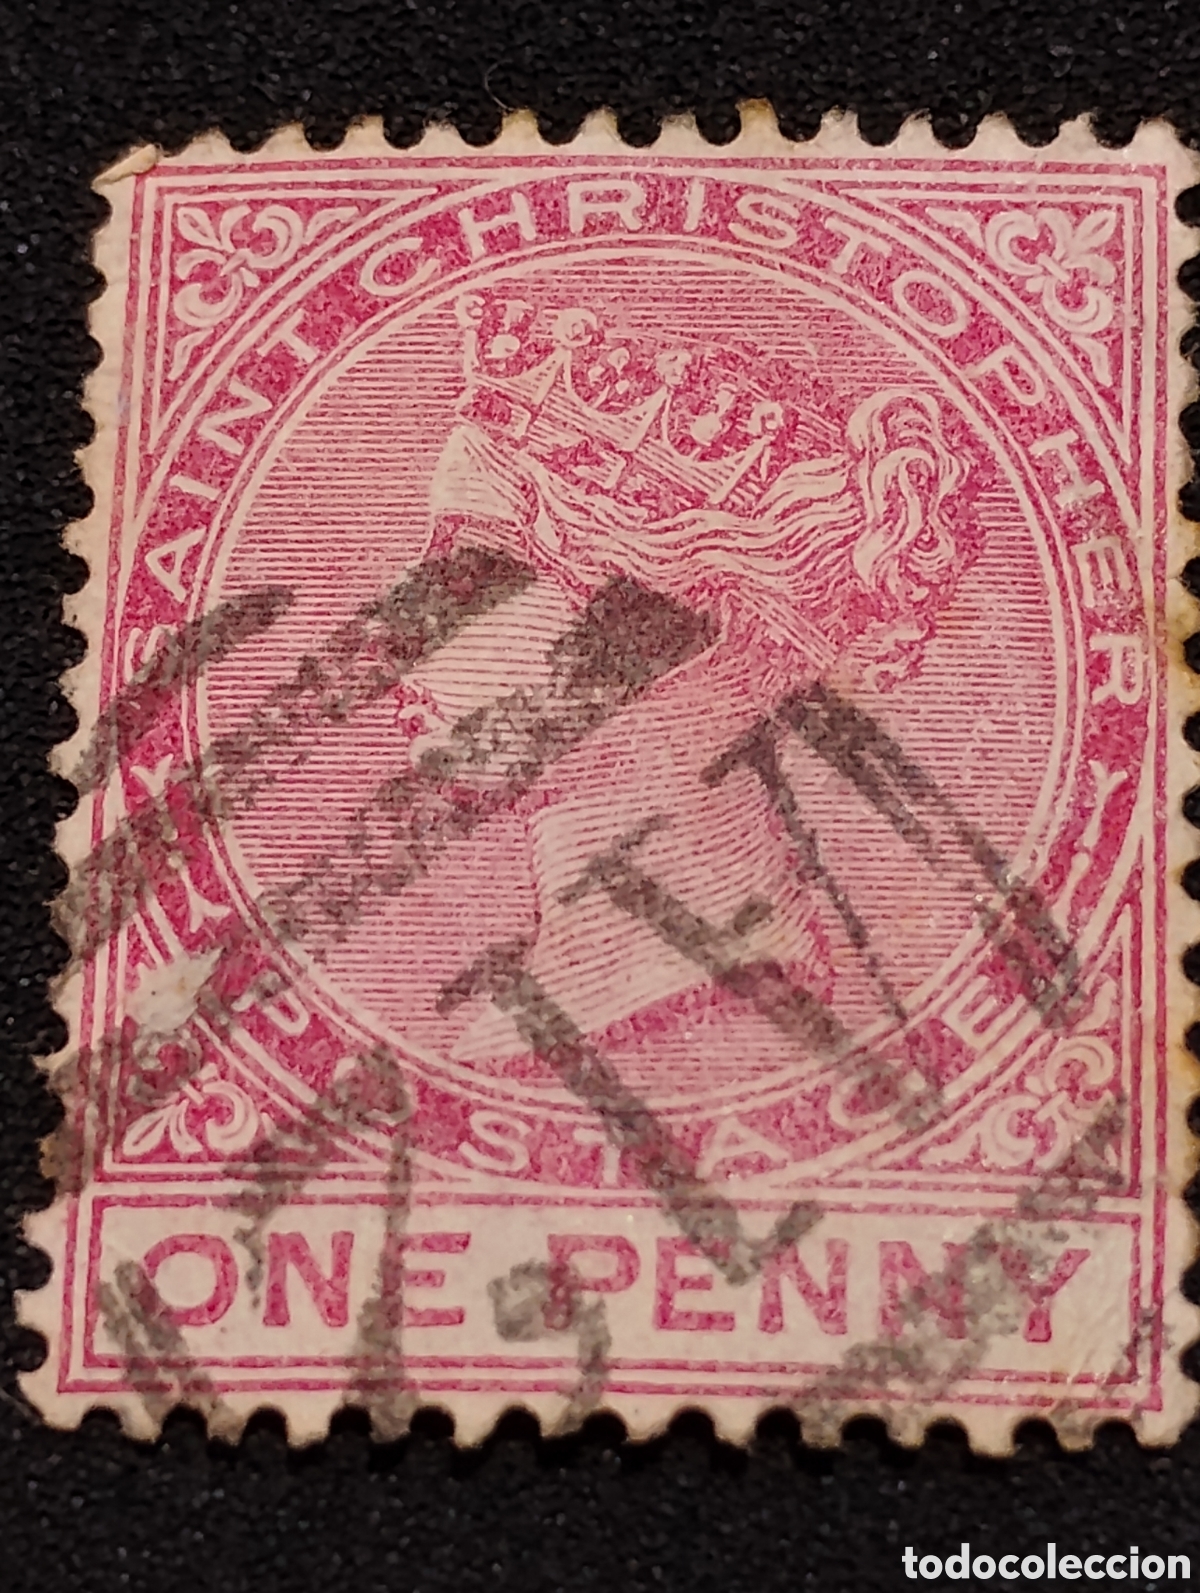 SAINT CHRISTOPHER
POSTAGE
ONE PENNY
todocoleccion